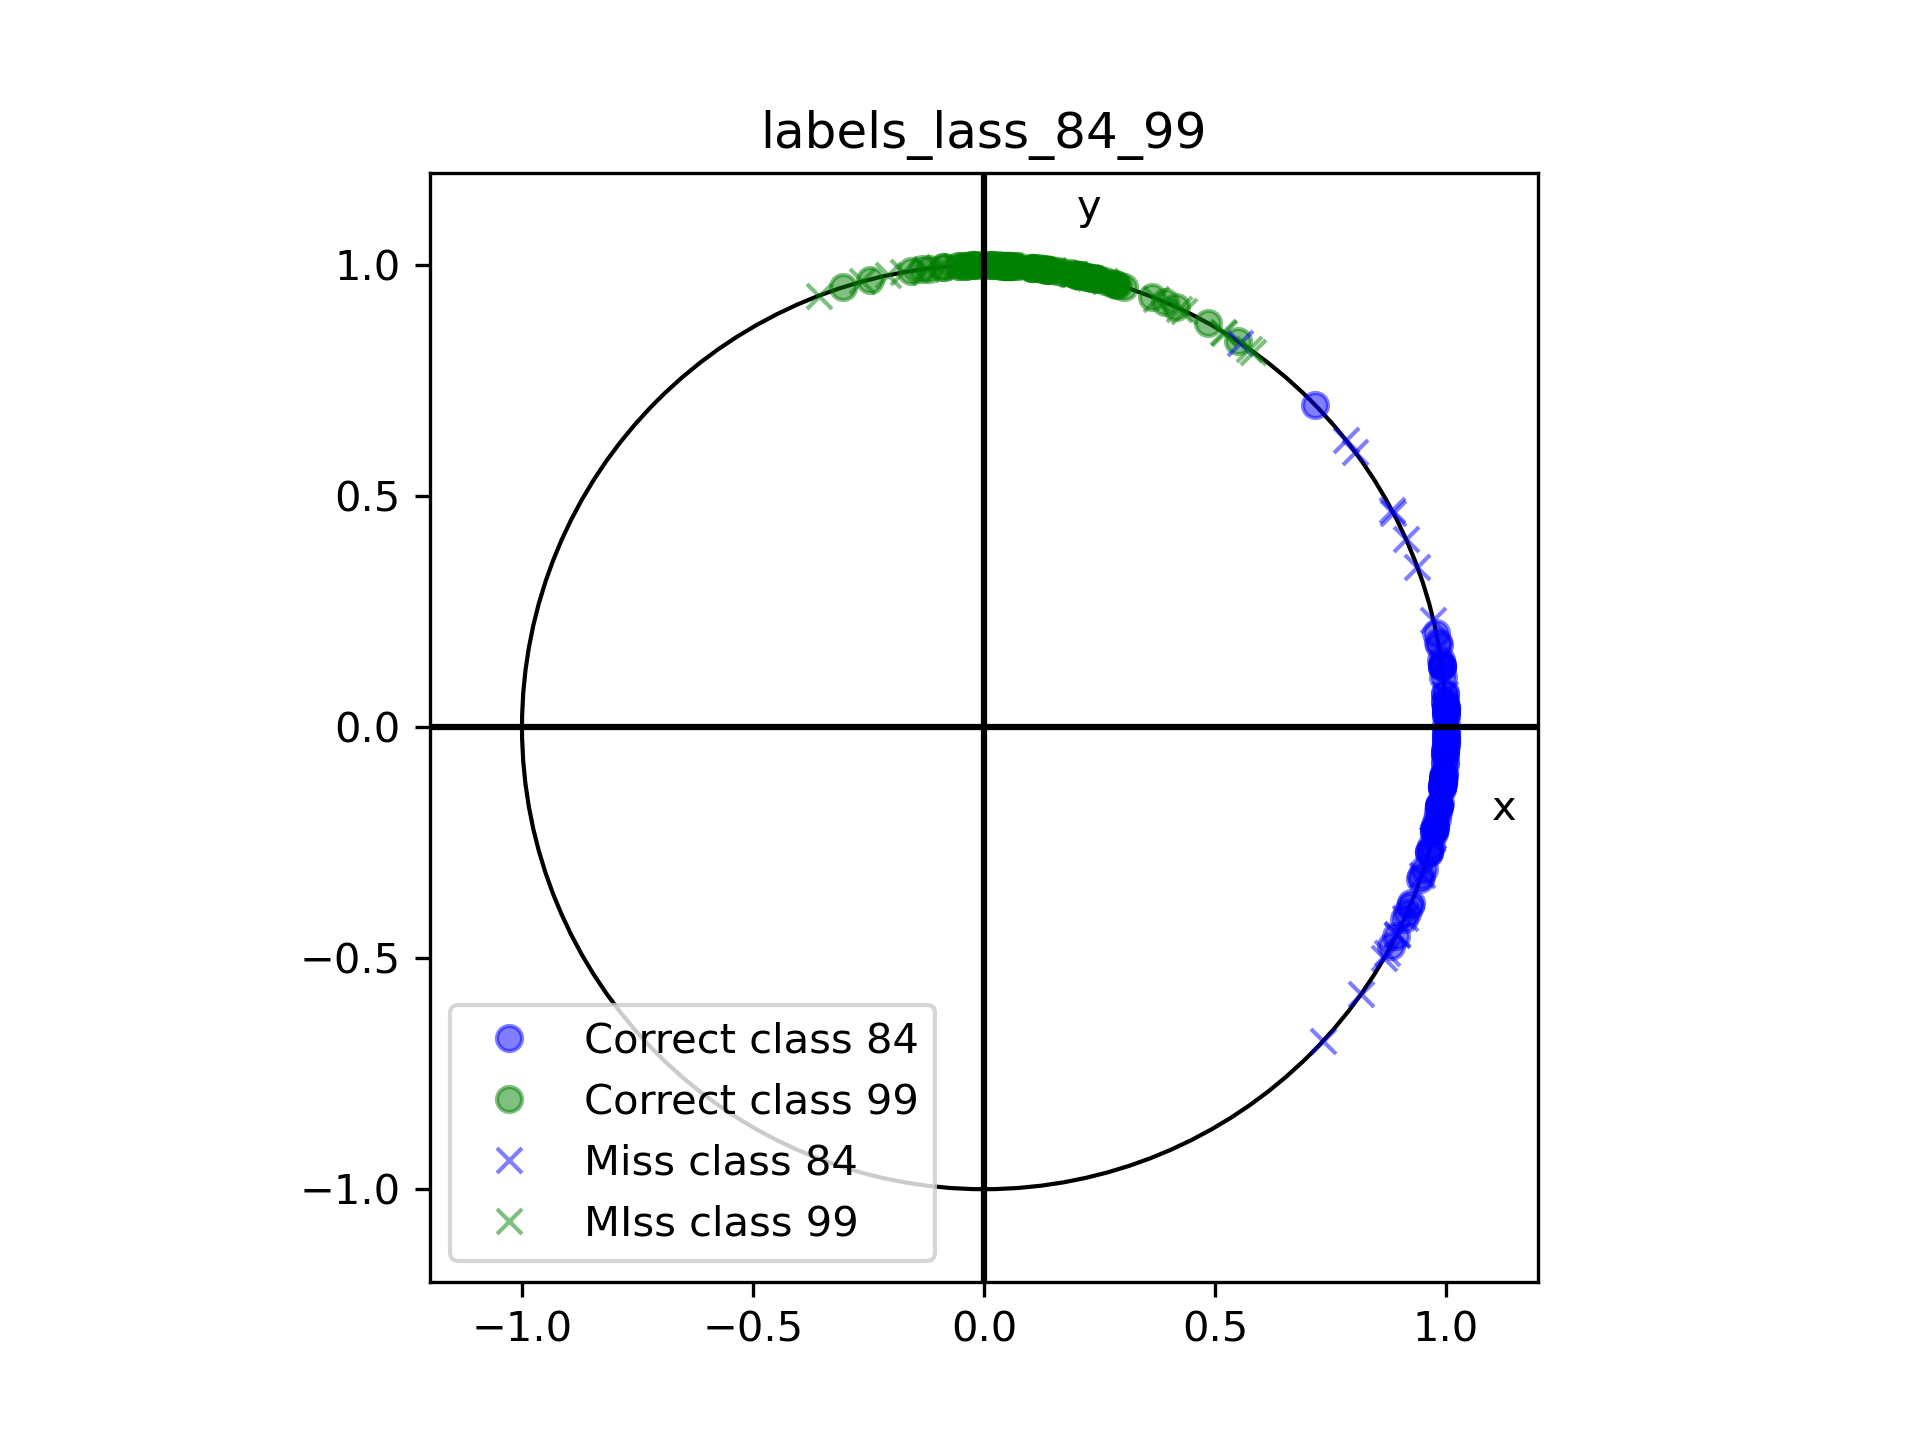 labels_lass_84_99
y
x
1.0
0.5
0.0
−0.5
−1.0
Correct class 84
Correct class 99
Miss class 84
MIss class 99
−1.0 −0.5 0.0 0.5 1.0